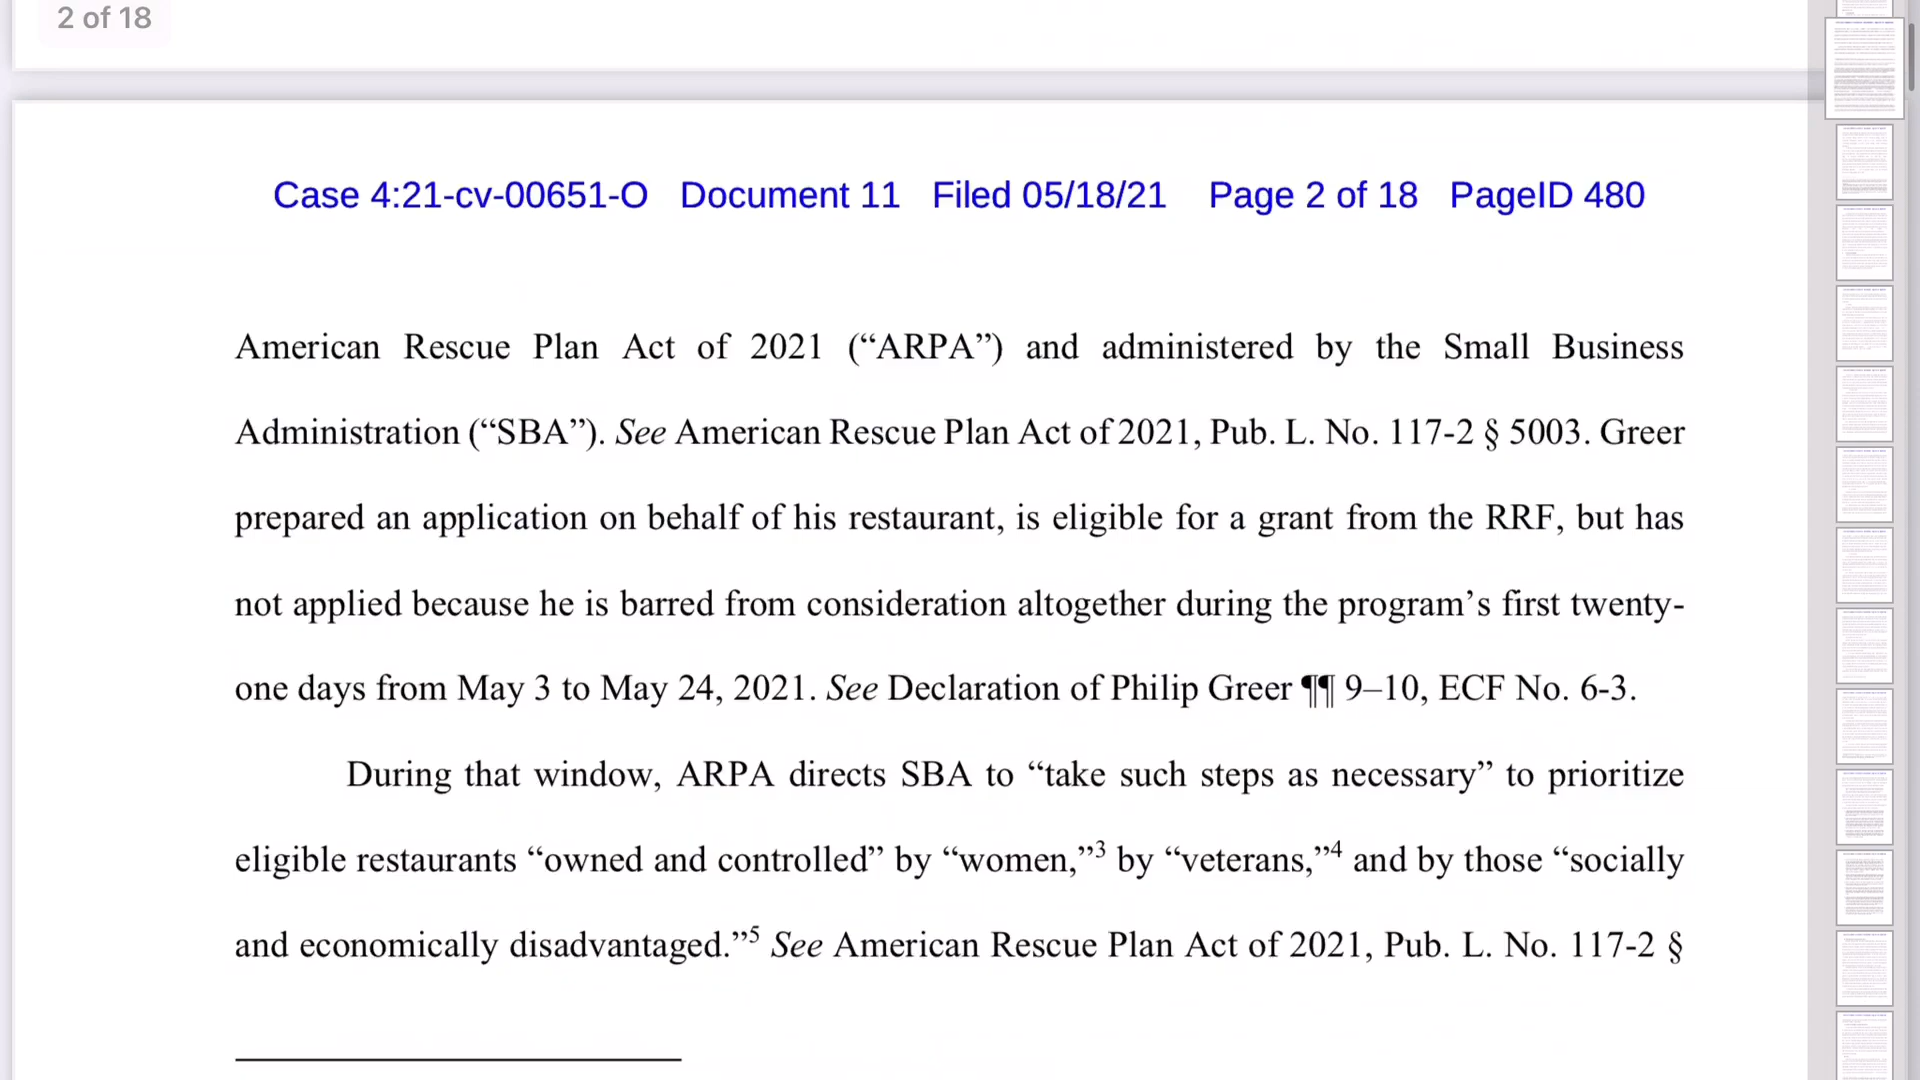 2 of 18
Case 4:21-cv-00651-O Document 11 Filed 05/18/21 Page 2 of 18 PageID 480
American Rescue Plan Act of 2021 (“ARPA”) and administered by the Small Business
Administration (“SBA”). See American Rescue Plan Act of 2021, Pub. L. No. 117-2 § 5003. Greer
prepared an application on behalf of his restaurant, is eligible for a grant from the RRF, but has
not applied because he is barred from consideration altogether during the program’s first twenty-
one days from May 3 to May 24, 2021. See Declaration of Philip Greer ¶¶ 9–10, ECF No. 6-3.
During that window, ARPA directs SBA to “take such steps as necessary” to prioritize
eligible restaurants “owned and controlled” by “women,”3 by “veterans,”4 and by those “socially
and economically disadvantaged.”5 See American Rescue Plan Act of 2021, Pub. L. No. 117-2 §